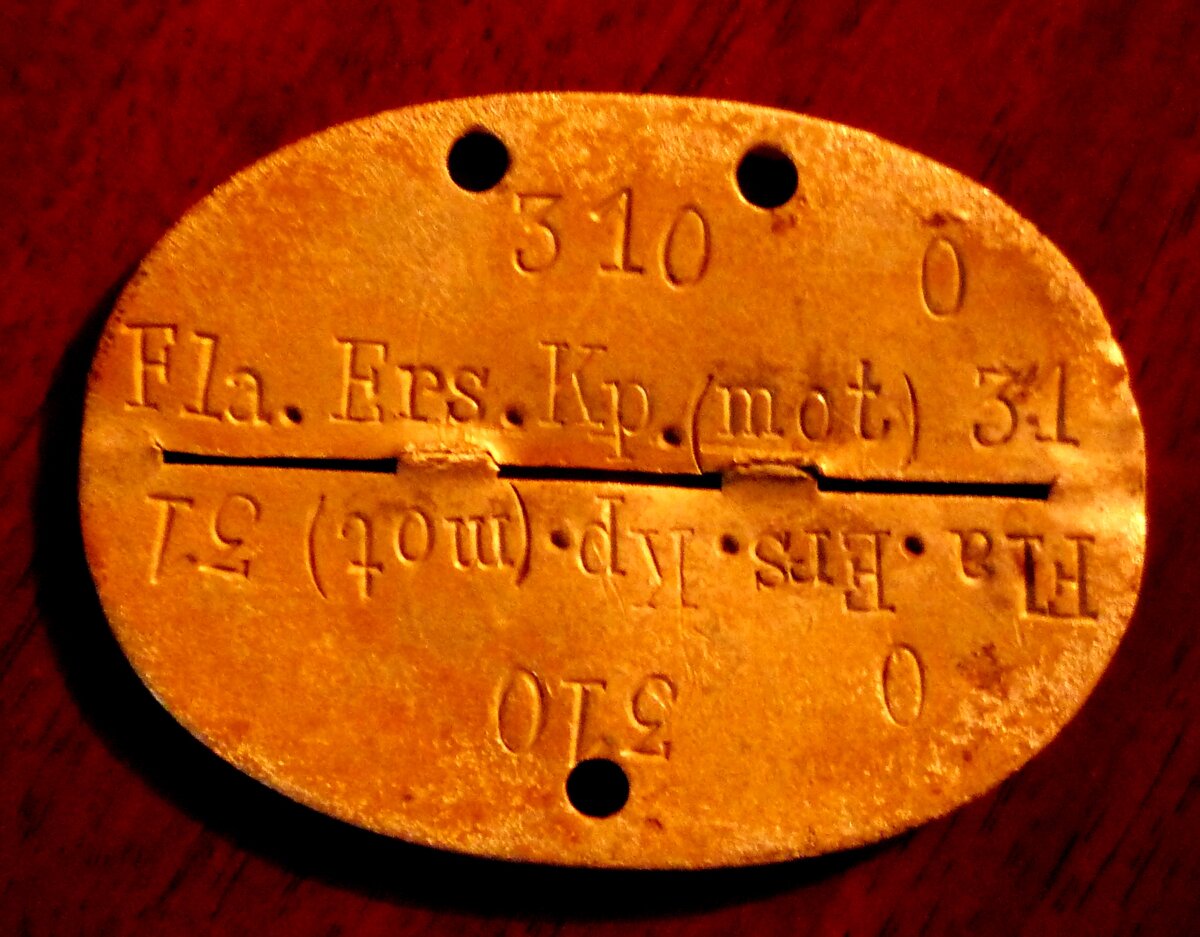 310 0
Fla. Ers. Kp. (mot) 31
Fla. Ers. Kp. (mot) 31
310 0